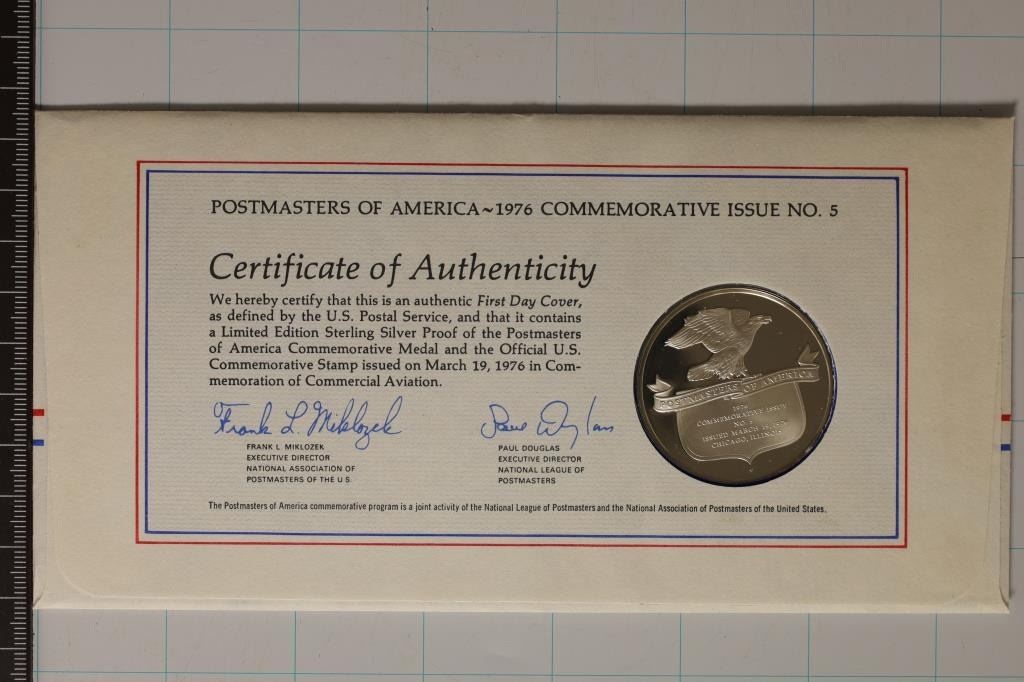 POSTMASTERS OF AMERICA~1976 COMMEMORATIVE ISSUE NO. 5
Certificate of Authenticity
We hereby certify that this is an authentic First Day Cover,
as defined by the U.S. Postal Service, and that it contains
a Limited Edition Sterling Silver Proof of the Postmasters
of America Commemorative Medal and the Official U.S.
Commemorative Stamp issued on March 19, 1976 in Com-
memoration of Commercial Aviation.
Frank L. Miklozek
FRANK L. MIKLOZEK
EXECUTIVE DIRECTOR
NATIONAL ASSOCIATION OF
POSTMASTERS OF THE U.S.
Paul Douglas
PAUL DOUGLAS
EXECUTIVE DIRECTOR
NATIONAL LEAGUE OF
POSTMASTERS
POSTMASTERS OF AMERICA
1976
COMMEMORATIVE ISSUE
NO. 5
ISSUED MARCH 19, 1976
CHICAGO, ILLINOIS
The Postmasters of America commemorative program is a joint activity of the National League of Postmasters and the National Association of Postmasters of the United States.